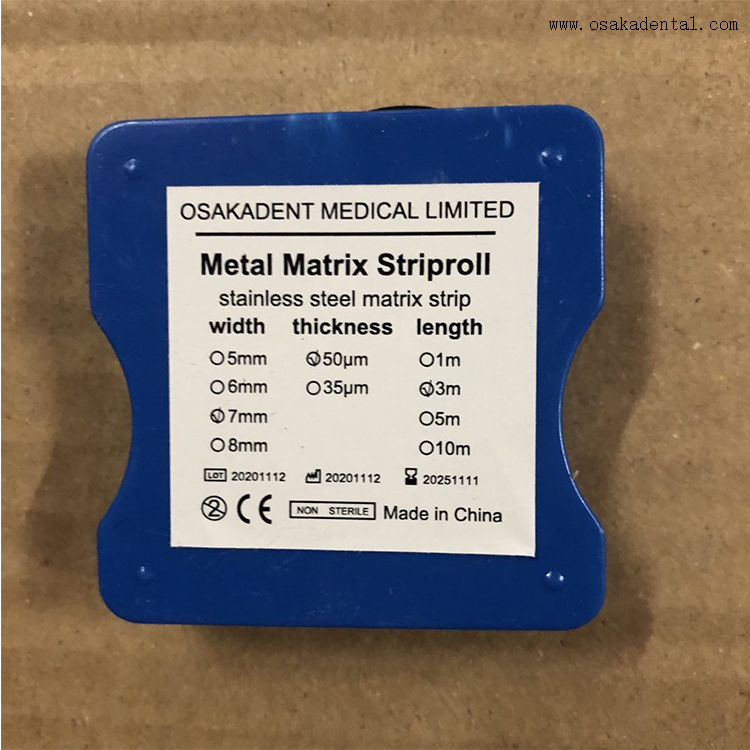 www.osakadental.com
OSAKADENT MEDICAL LIMITED
Metal Matrix Striproll
stainless steel matrix strip
width thickness length
5mm 50μm 1m
6mm 35μm 3m
7mm 5m
8mm 10m
LOT 20201112 20201112 20251111
2 CE NON STERILE Made in China